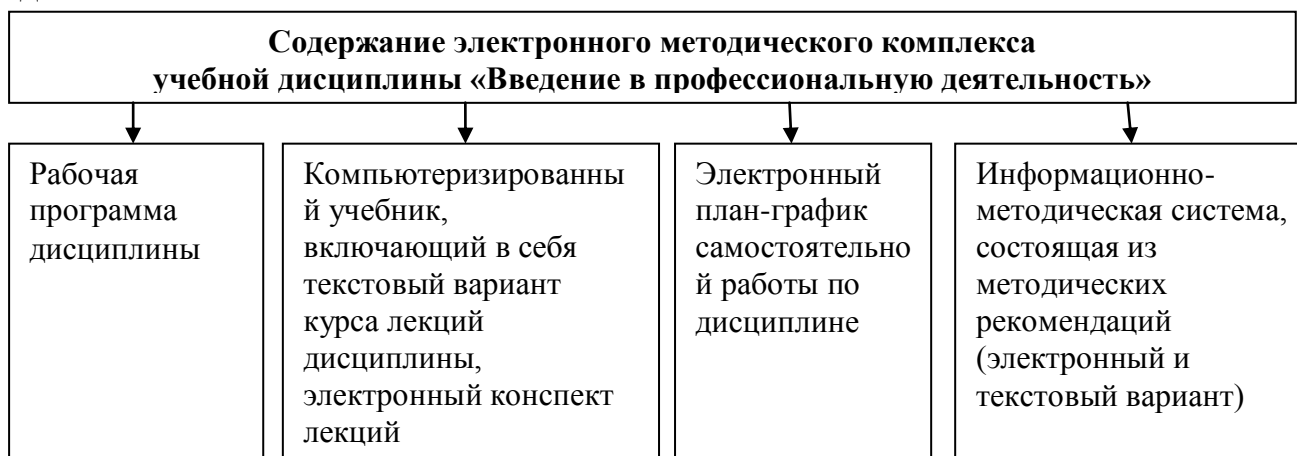 Содержание электронного методического комплекса
учебной дисциплины «Введение в профессиональную деятельность»
Рабочая
программа
дисциплины
Компьютеризированны
й учебник,
включающий в себя
текстовый вариант
курса лекций
дисциплины,
электронный конспект
лекций
Электронный
план-график
самостоятельно
й работы по
дисциплине
Информационно-
методическая система,
состоящая из
методических
рекомендаций
(электронный и
текстовый вариант)